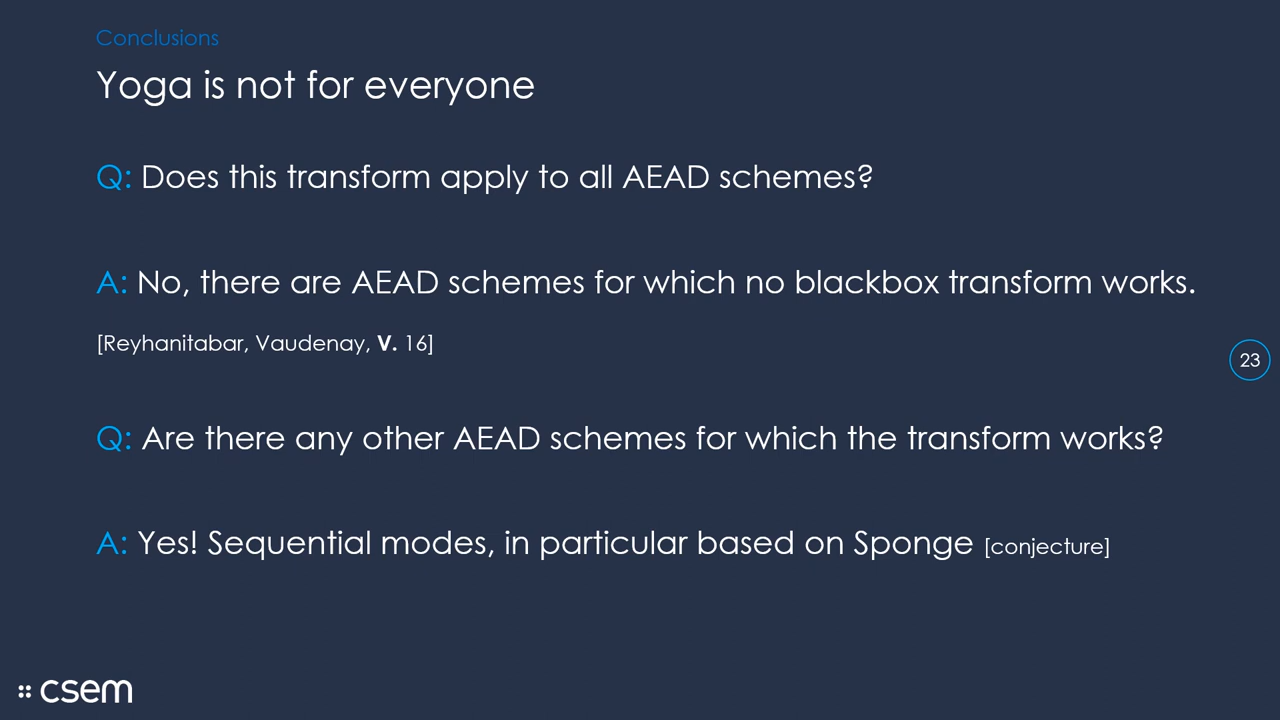 Conclusions
Yoga is not for everyone
Q: Does this transform apply to all AEAD schemes?
A: No, there are AEAD schemes for which no blackbox transform works.
[Reyhanitabar, Vaudenay, V. 16]
23
Q: Are there any other AEAD schemes for which the transform works?
A: Yes! Sequential modes, in particular based on Sponge [conjecture]
csem